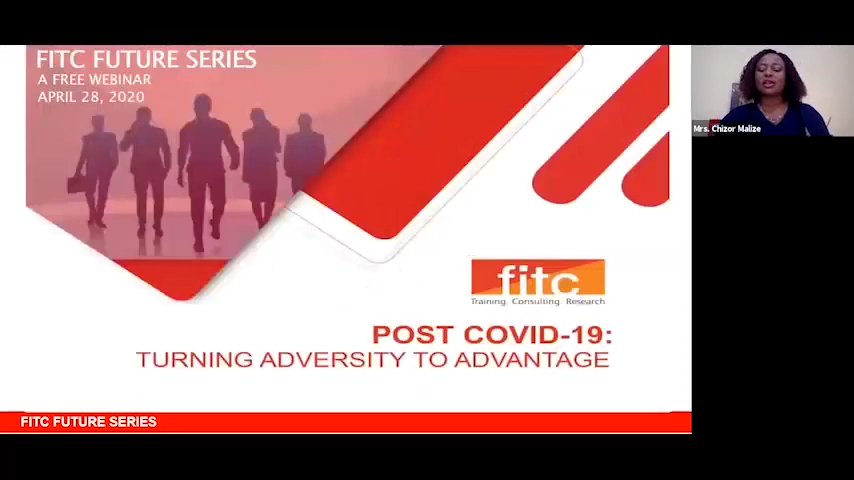 FITC FUTURE SERIES
A FREE WEBINAR
APRIL 28, 2020
Mrs. Chizor Malize
fitc
Training. Consulting. Research
POST COVID-19:
TURNING ADVERSITY TO ADVANTAGE
FITC FUTURE SERIES